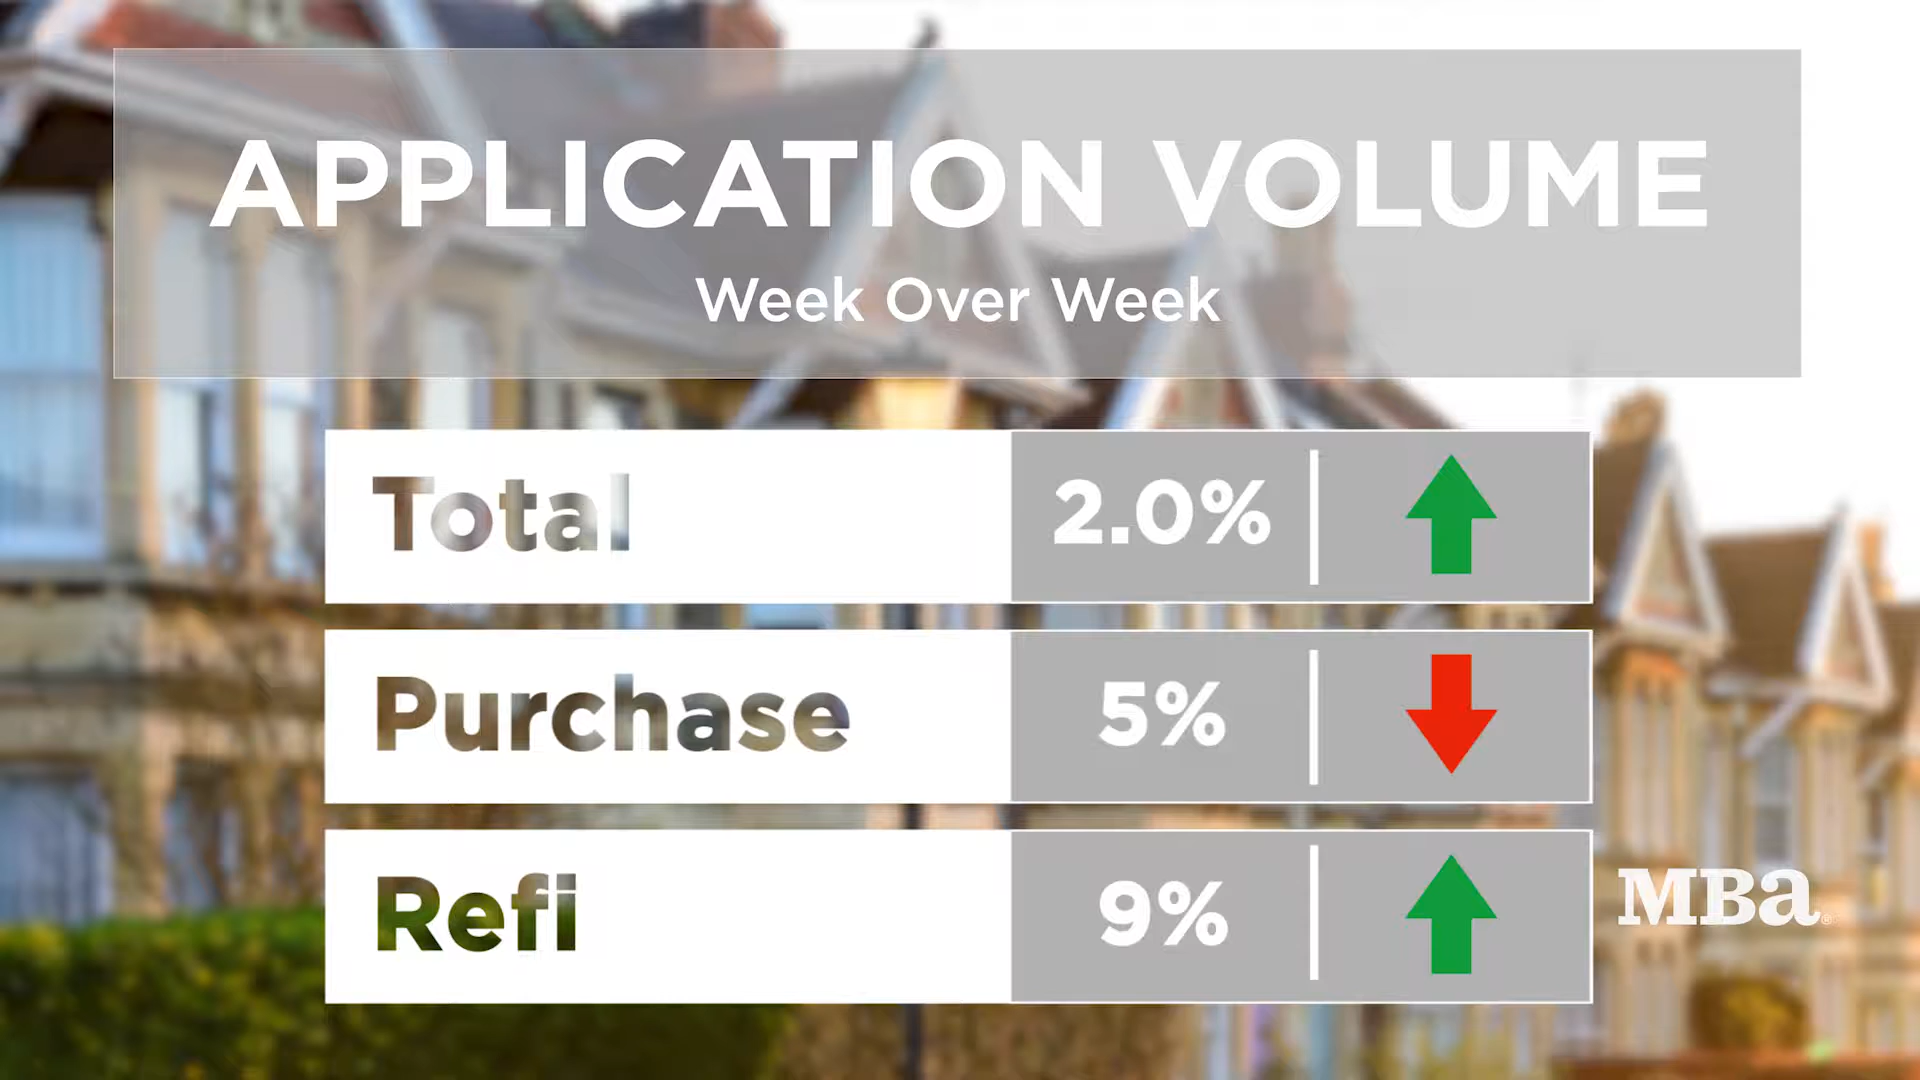 APPLICATION VOLUME
Week Over Week
Total 2.0%
Purchase 5%
Refi 9%
MBa®